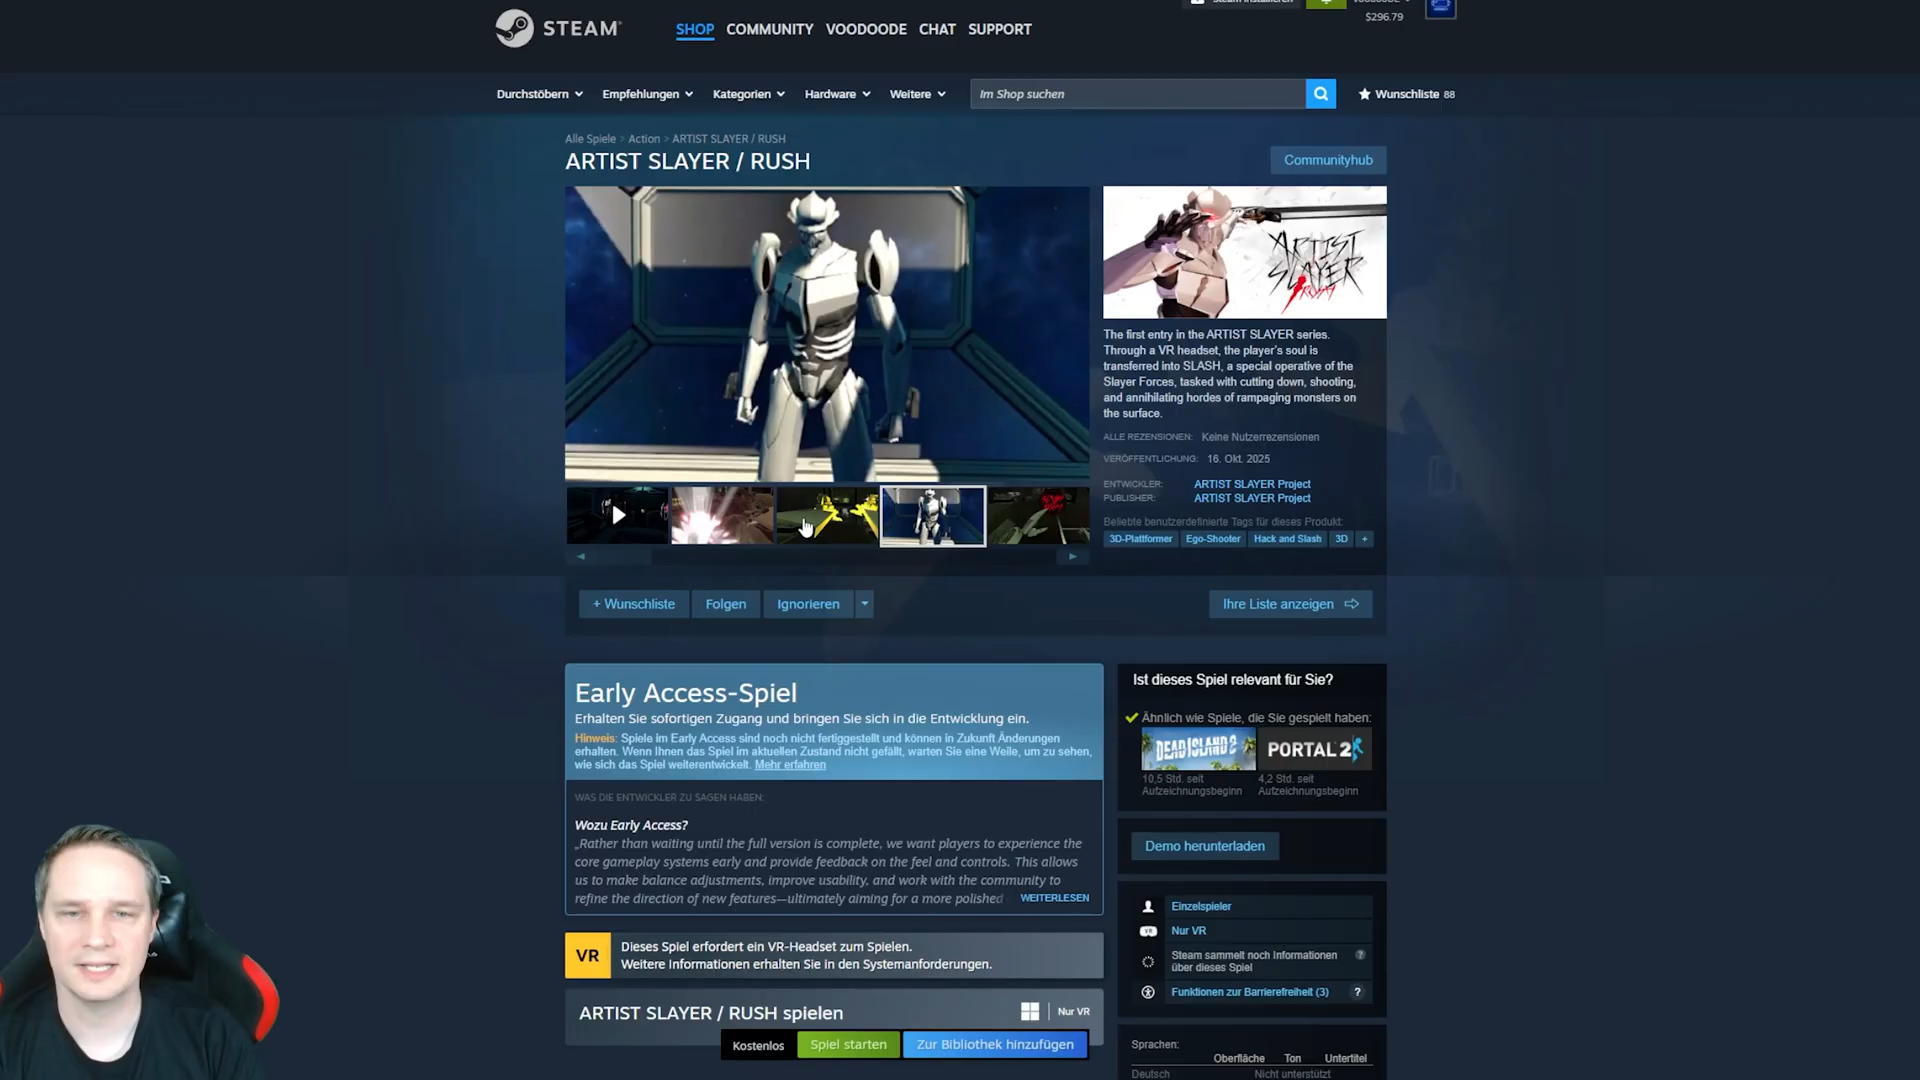 STEAM
SHOP COMMUNITY VOODOODE CHAT SUPPORT
$296.79
Durchstöbern Empfehlungen Kategorien Hardware Weitere Im Shop suchen Wunschliste 88
Alle Spiele > Action > ARTIST SLAYER / RUSH
ARTIST SLAYER / RUSH
Communityhub
ARTIST SLAYER RUSH
The first entry in the ARTIST SLAYER series.
Through a VR headset, the player's soul is
transferred into SLASH, a special operative of the
Slayer Forces, tasked with cutting down, shooting,
and annihilating hordes of rampaging monsters on
the surface.
ALLE REZENSIONEN: Keine Nutzerrezensionen
VERÖFFENTLICHUNG: 16. Okt. 2025
ENTWICKLER: ARTIST SLAYER Project
PUBLISHER: ARTIST SLAYER Project
Beliebte benutzerdefinierte Tags für dieses Produkt:
3D-Plattformer Ego-Shooter Hack and Slash 3D +
+ Wunschliste Folgen Ignorieren Ihre Liste anzeigen
Early Access-Spiel
Erhalten Sie sofortigen Zugang und bringen Sie sich in die Entwicklung ein.
Hinweis: Spiele im Early Access sind noch nicht fertiggestellt und können in Zukunft Änderungen
erhalten. Wenn Ihnen das Spiel im aktuellen Zustand nicht gefällt, warten Sie eine Weile, um zu sehen,
wie sich das Spiel weiterentwickelt. Mehr erfahren
WAS DIE ENTWICKLER ZU SAGEN HABEN:
Wozu Early Access?
„Rather than waiting until the full version is complete, we want players to experience the
core gameplay systems early and provide feedback on the feel and controls. This allows
us to make balance adjustments, improve usability, and work with the community to
refine the direction of new features—ultimately aiming for a more polished WEITERLESEN
VR
Dieses Spiel erfordert ein VR-Headset zum Spielen.
Weitere Informationen erhalten Sie in den Systemanforderungen.
ARTIST SLAYER / RUSH spielen Nur VR
Kostenlos Spiel starten Zur Bibliothek hinzufügen
Ist dieses Spiel relevant für Sie?
Ähnlich wie Spiele, die Sie gespielt haben:
DEAD ISLAND 2 PORTAL 2
10,5 Std. seit 4,2 Std. seit
Aufzeichnungsbeginn Aufzeichnungsbeginn
Demo herunterladen
Einzelspieler
VR Nur VR
Steam sammelt noch Informationen ?
über dieses Spiel
Funktionen zur Barrierefreiheit (3) ?
Sprachen:
Oberfläche Ton Untertitel
Deutsch Nicht unterstützt